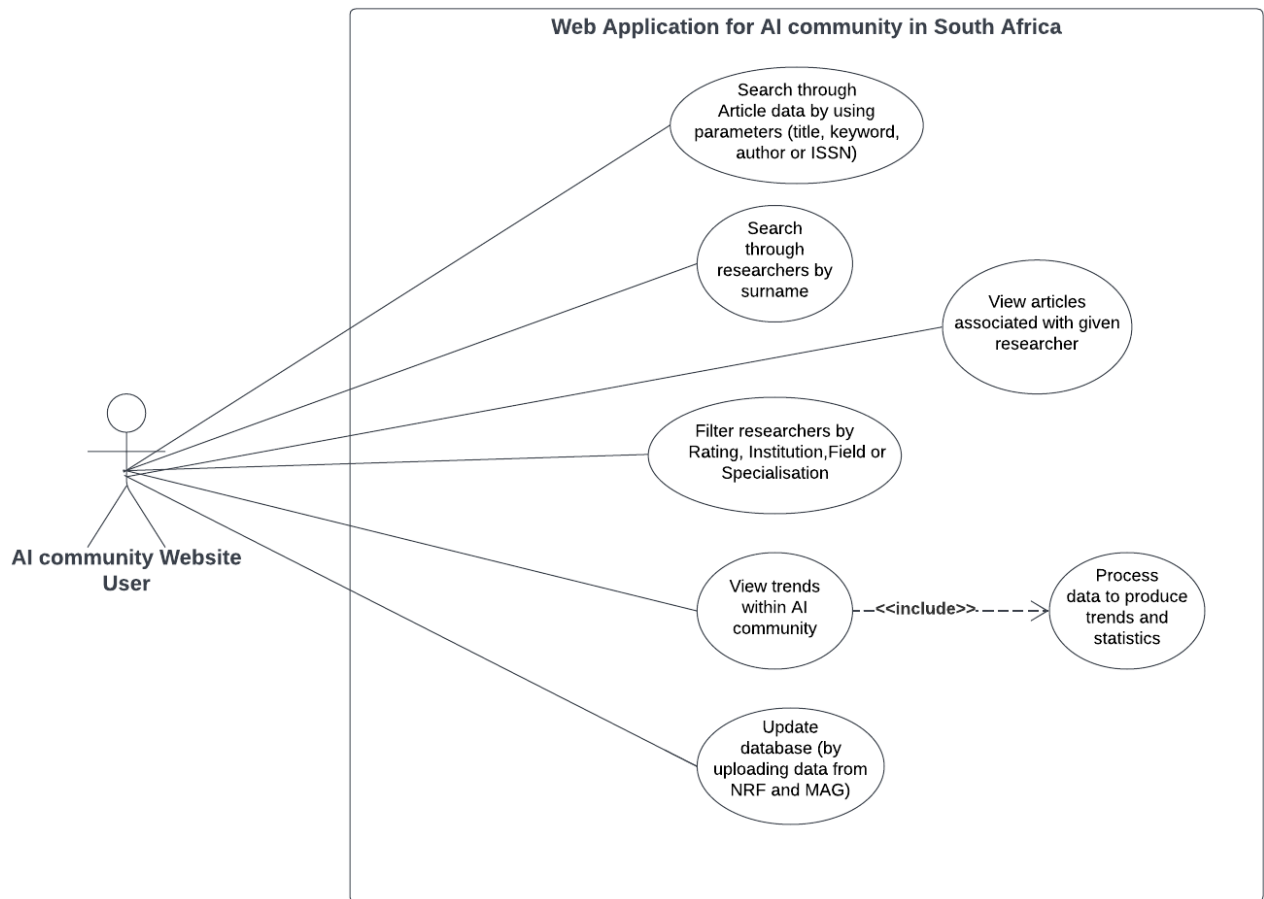 Web Application for AI community in South Africa
Search through
Article data by using
parameters (title, keyword,
author or ISSN)
Search
through
researchers by
surname
View articles
associated with given
researcher
Filter researchers by
Rating, Institution,Field or
Specialisation
AI community Website
User
View trends
within AI
community
<<include>>
Process
data to produce
trends and
statistics
Update
database (by
uploading data from
NRF and MAG)